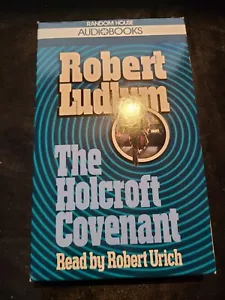 RANDOM HOUSE
AUDIOBOOKS
Robert
Ludlum
The
Holcroft
Covenant
Read by Robert Urich